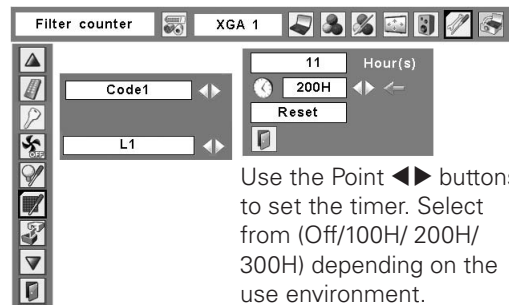 Filter counter
XGA 1
11 Hour(s)
Code1
200H
Reset
L1
OFF
Use the Point ◀▶ buttons
to set the timer. Select
from (Off/100H/ 200H/
300H) depending on the
use environment.